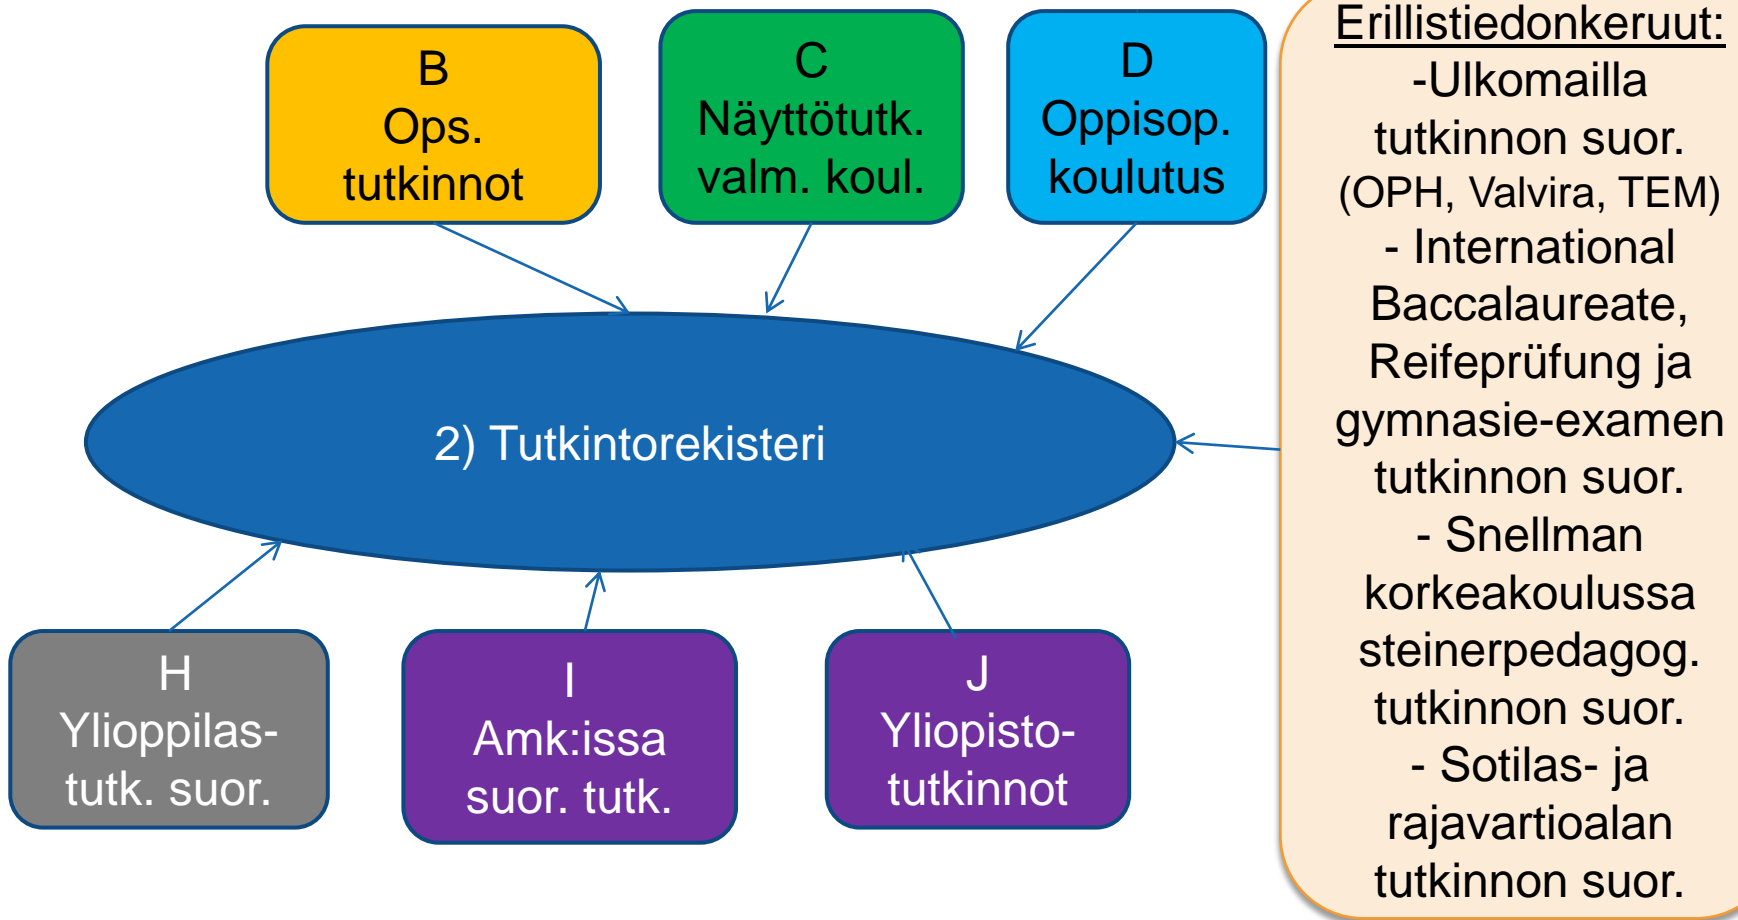 B
Ops.
tutkinnot
C
Näyttötutk.
valm. koul.
D
Oppisop.
koulutus
Erillistiedonkeruut:
-Ulkomailla
tutkinnon suor.
(OPH, Valvira, TEM)
- International
Baccalaureate,
Reifeprüfung ja
gymnasie-examen
tutkinnon suor.
- Snellman
korkeakoulussa
steinerpedagog.
tutkinnon suor.
- Sotilas- ja
rajavartioalan
tutkinnon suor.
2) Tutkintorekisteri
H
Ylioppilas-
tutk. suor.
I
Amk:issa
suor. tutk.
J
Yliopisto-
tutkinnot